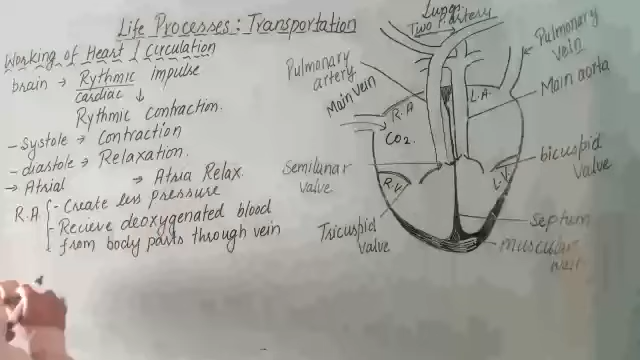 Life Processes: Transportation
Working of Heart / Circulation
brain → Rythmic impulse
cardiac ↓
Rythmic contraction.
- Systole → Contraction
- diastole → Relaxation.
→ Atrial → Atria Relax.
R.A - Create less pressure
- Recieve deoxygenated blood
from body parts through vein
Lungs
Two P. artery
Pulmonary
artery
Main vein
R.A
CO2.
L.A.
Pulmonary
vein
Main aorta
Semilunar
valve
R.V.
L.V.
bicuspid
valve
Tricuspid
valve
Septum
muscular